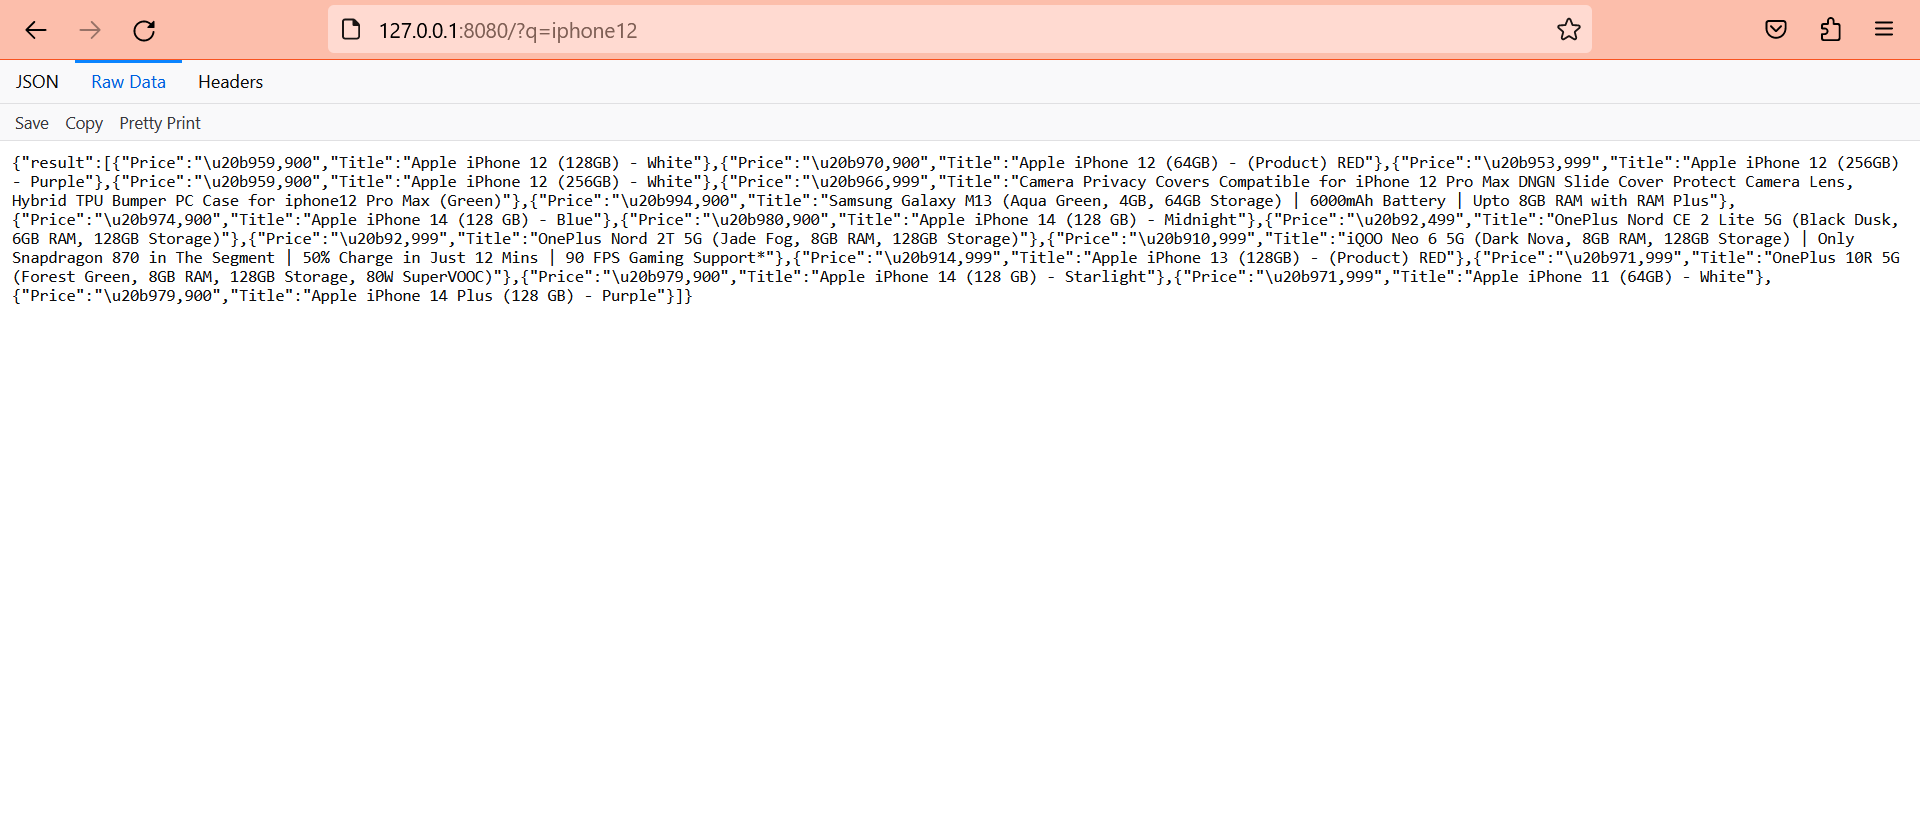 127.0.0.1:8080/?q=iphone12
JSON Raw Data Headers
Save Copy Pretty Print
{"result":[{"Price":"\u20b959,900","Title":"Apple iPhone 12 (128GB) - White"},{"Price":"\u20b970,900","Title":"Apple iPhone 12 (64GB) - (Product) RED"},{"Price":"\u20b953,999","Title":"Apple iPhone 12 (256GB)
- Purple"},{"Price":"\u20b959,900","Title":"Apple iPhone 12 (256GB) - White"},{"Price":"\u20b966,999","Title":"Camera Privacy Covers Compatible for iPhone 12 Pro Max DNGN Slide Cover Protect Camera Lens,
Hybrid TPU Bumper PC Case for iphone12 Pro Max (Green)"},{"Price":"\u20b994,900","Title":"Samsung Galaxy M13 (Aqua Green, 4GB, 64GB Storage) | 6000mAh Battery | Upto 8GB RAM with RAM Plus"},
{"Price":"\u20b974,900","Title":"Apple iPhone 14 (128 GB) - Blue"},{"Price":"\u20b980,900","Title":"Apple iPhone 14 (128 GB) - Midnight"},{"Price":"\u20b92,499","Title":"OnePlus Nord CE 2 Lite 5G (Black Dusk,
6GB RAM, 128GB Storage)"},{"Price":"\u20b92,999","Title":"OnePlus Nord 2T 5G (Jade Fog, 8GB RAM, 128GB Storage)"},{"Price":"\u20b910,999","Title":"iQOO Neo 6 5G (Dark Nova, 8GB RAM, 128GB Storage) | Only
Snapdragon 870 in The Segment | 50% Charge in Just 12 Mins | 90 FPS Gaming Support*"},{"Price":"\u20b914,999","Title":"Apple iPhone 13 (128GB) - (Product) RED"},{"Price":"\u20b971,999","Title":"OnePlus 10R 5G
(Forest Green, 8GB RAM, 128GB Storage, 80W SuperVOOC)"},{"Price":"\u20b979,900","Title":"Apple iPhone 14 (128 GB) - Starlight"},{"Price":"\u20b971,999","Title":"Apple iPhone 11 (64GB) - White"},
{"Price":"\u20b979,900","Title":"Apple iPhone 14 Plus (128 GB) - Purple"}]}